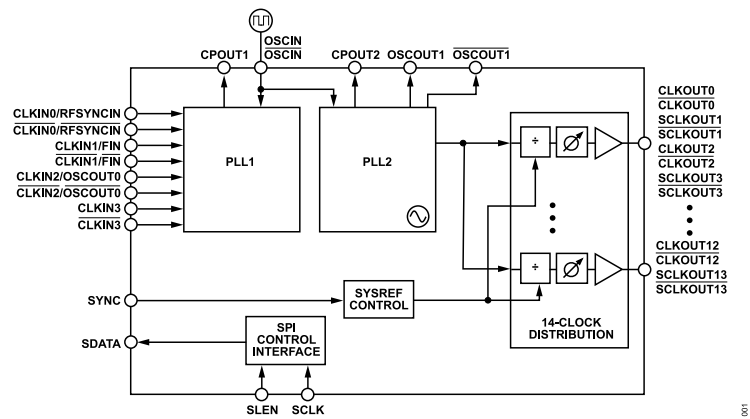 OSCIN
OSCIN
CPOUT1
CPOUT2
OSCOUT1
OSCOUT1
CLKIN0/RFSYNCIN
CLKIN0/RFSYNCIN
CLKIN1/FIN
CLKIN1/FIN
CLKIN2/OSCOUT0
CLKIN2/OSCOUT0
CLKIN3
CLKIN3
PLL1
PLL2
÷
÷
CLKOUT0
CLKOUT0
SCLKOUT1
SCLKOUT1
CLKOUT2
CLKOUT2
SCLKOUT3
SCLKOUT3
CLKOUT12
CLKOUT12
SCLKOUT13
SCLKOUT13
SYNC
SYSREF
CONTROL
14-CLOCK
DISTRIBUTION
SDATA
SPI
CONTROL
INTERFACE
SLEN
SCLK
001